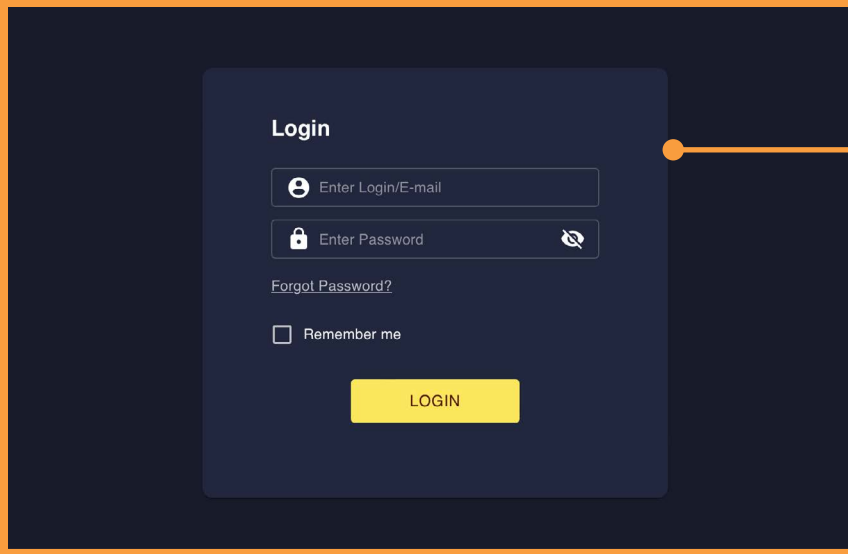 Login
Enter Login/E-mail
Enter Password
Forgot Password?
Remember me
LOGIN